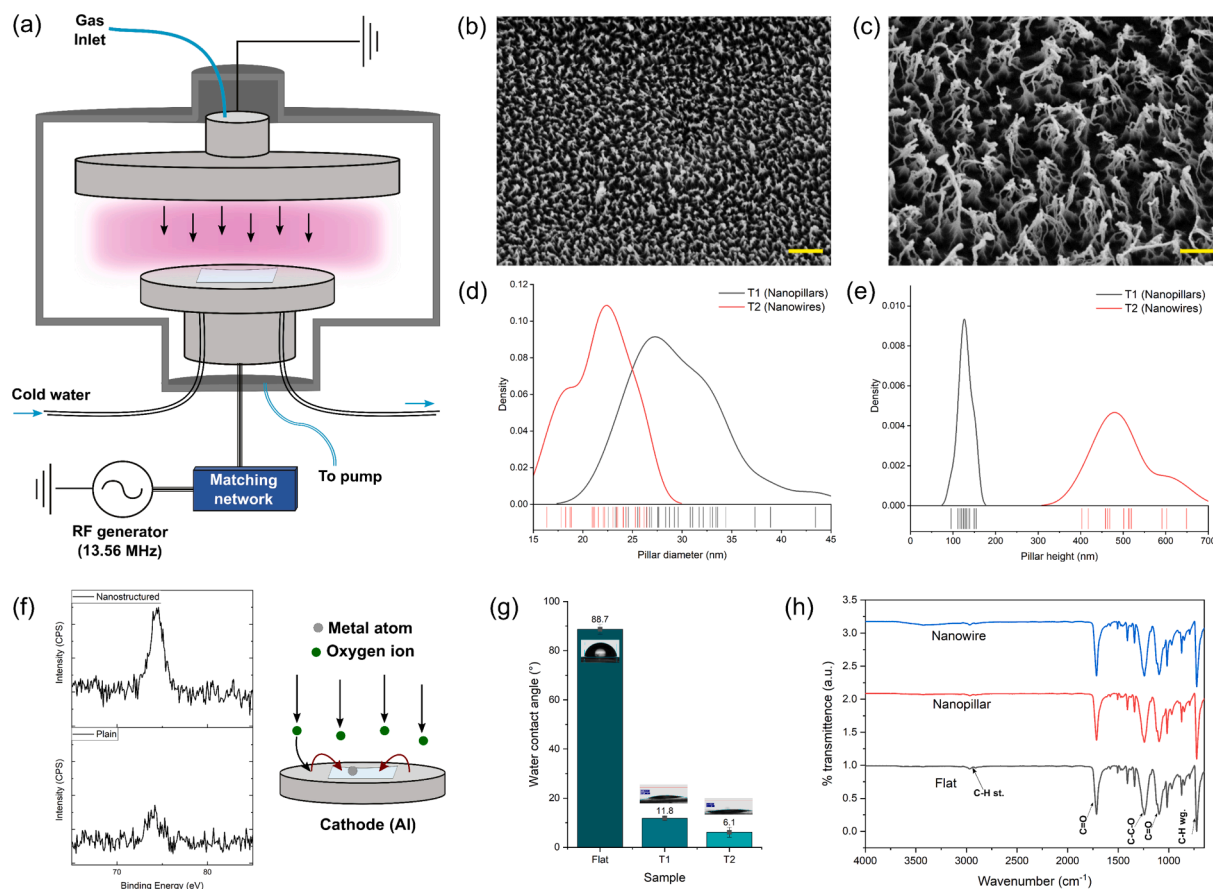 (a)
Gas
Inlet
Cold water
To pump
Matching
network
RF generator
(13.56 MHz)
(b)
(c)
(d)
0.12
0.10
0.08
0.06
0.04
0.02
0.00
Density
T1 (Nanopillars)
T2 (Nanowires)
15 20 25 30 35 40 45
Pillar diameter (nm)
(e)
0.010
0.008
0.006
0.004
0.002
0.000
Density
T1 (Nanopillars)
T2 (Nanowires)
0 100 200 300 400 500 600 700
Pillar height (nm)
(f)
Nanostructured
Intensity (CPS)
Plain
Intensity (CPS)
70 80
Binding Energy (eV)
Metal atom
Oxygen ion
Cathode (Al)
(g)
100
80
60
40
20
0
Water contact angle (°)
88.7
11.8
6.1
Flat T1 T2
Sample
(h)
3.5
3.0
2.5
2.0
1.5
1.0
0.5
0.0
% transmittence (a.u.)
Nanowire
Nanopillar
Flat
C-H st.
C=O
C-C-O
C=O
C-H wg.
4000 3000 2000 1500 1000
Wavenumber (cm⁻¹)